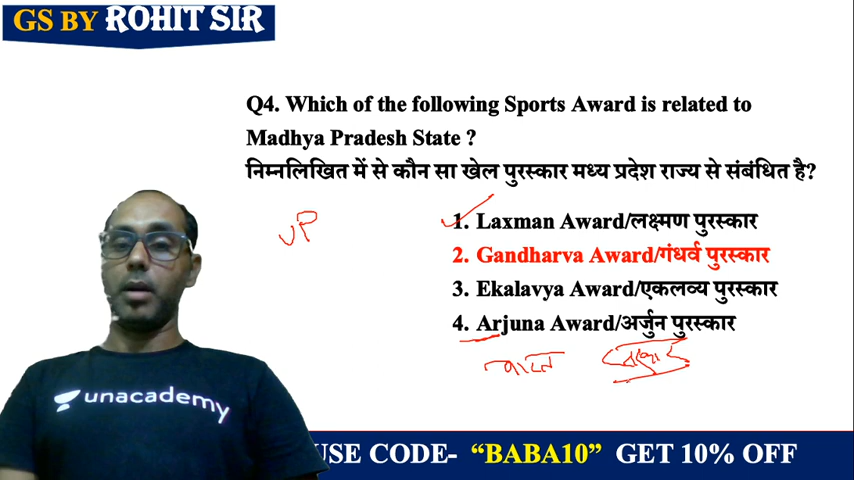 GS BY ROHIT SIR
Q4. Which of the following Sports Award is related to
Madhya Pradesh State ?
निम्नलिखित में से कौन सा खेल पुरस्कार मध्य प्रदेश राज्य से संबंधित है?
1. Laxman Award/लक्ष्मण पुरस्कार
UP
2. Gandharva Award/गंधर्व पुरस्कार
3. Ekalavya Award/एकलव्य पुरस्कार
4. Arjuna Award/अर्जुन पुरस्कार
unacademy
USE CODE- “BABA10” GET 10% OFF